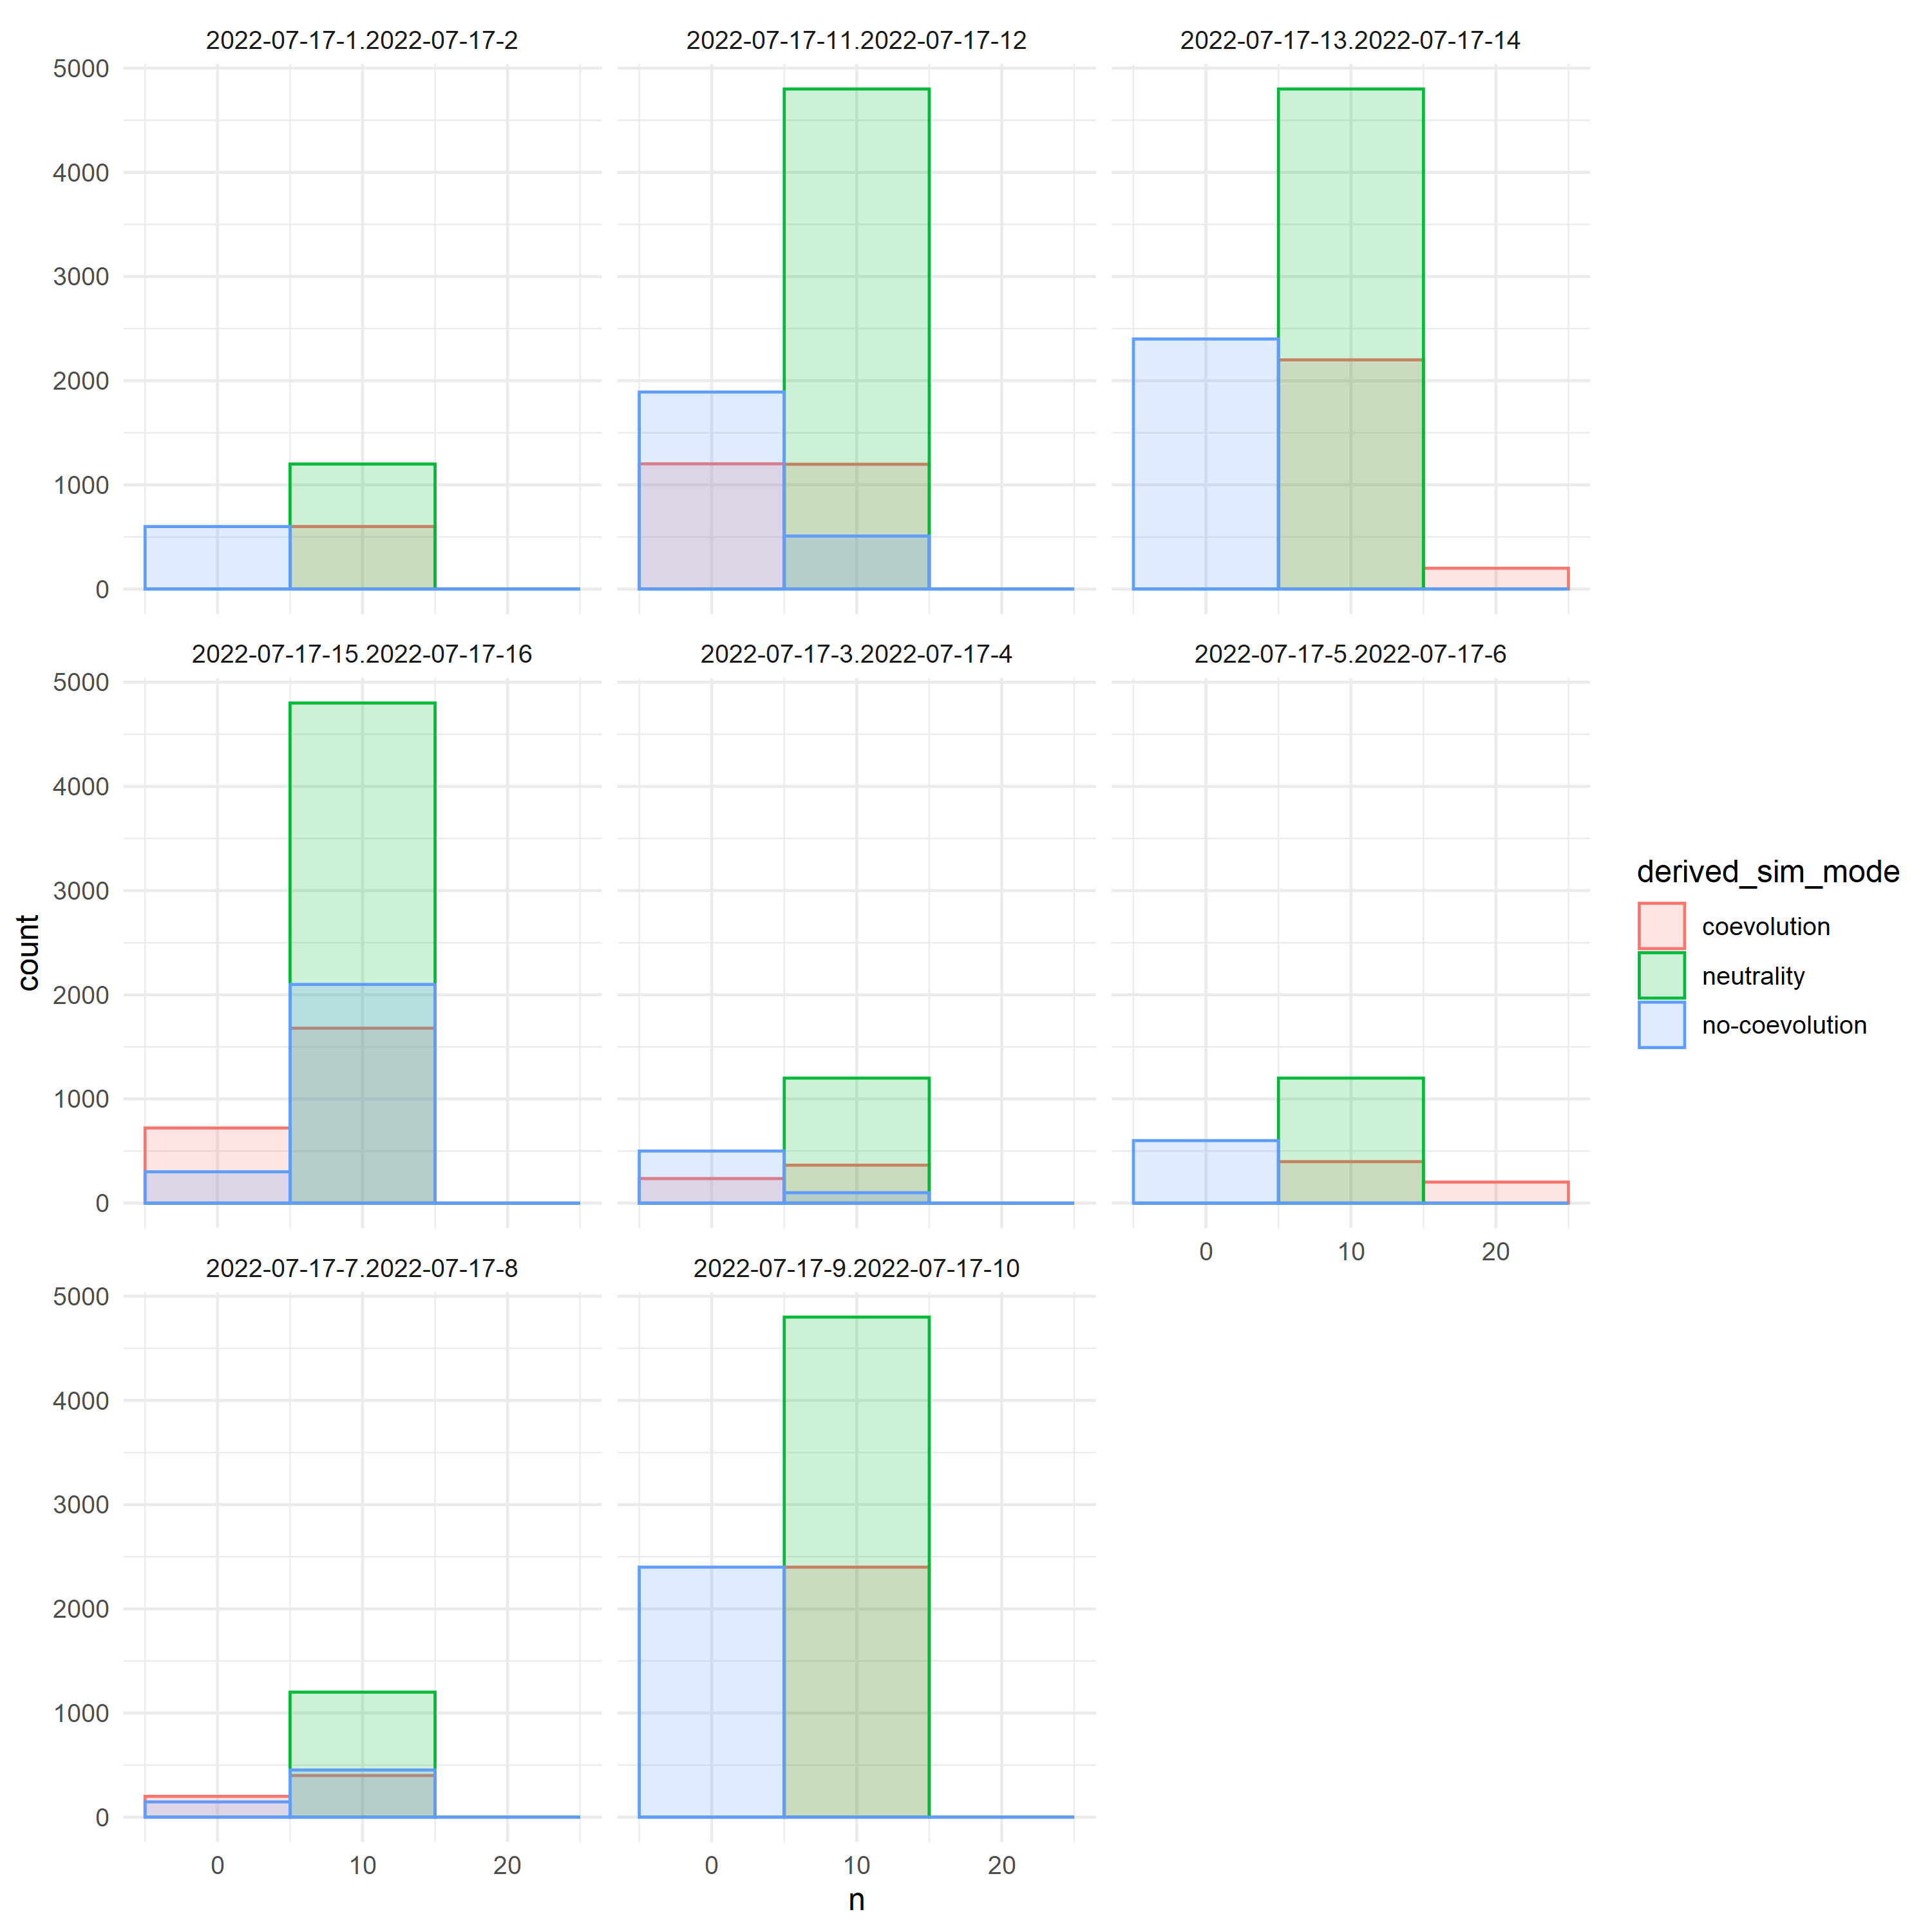 2022-07-17-1.2022-07-17-2
2022-07-17-11.2022-07-17-12
2022-07-17-13.2022-07-17-14
5000
4000
3000
2000
1000
0
2022-07-17-15.2022-07-17-16
2022-07-17-3.2022-07-17-4
2022-07-17-5.2022-07-17-6
5000
4000
3000
2000
1000
0
0 10 20
2022-07-17-7.2022-07-17-8
2022-07-17-9.2022-07-17-10
5000
4000
3000
2000
1000
0
0 10 20
0 10 20
n
count
derived_sim_mode
coevolution
neutrality
no-coevolution